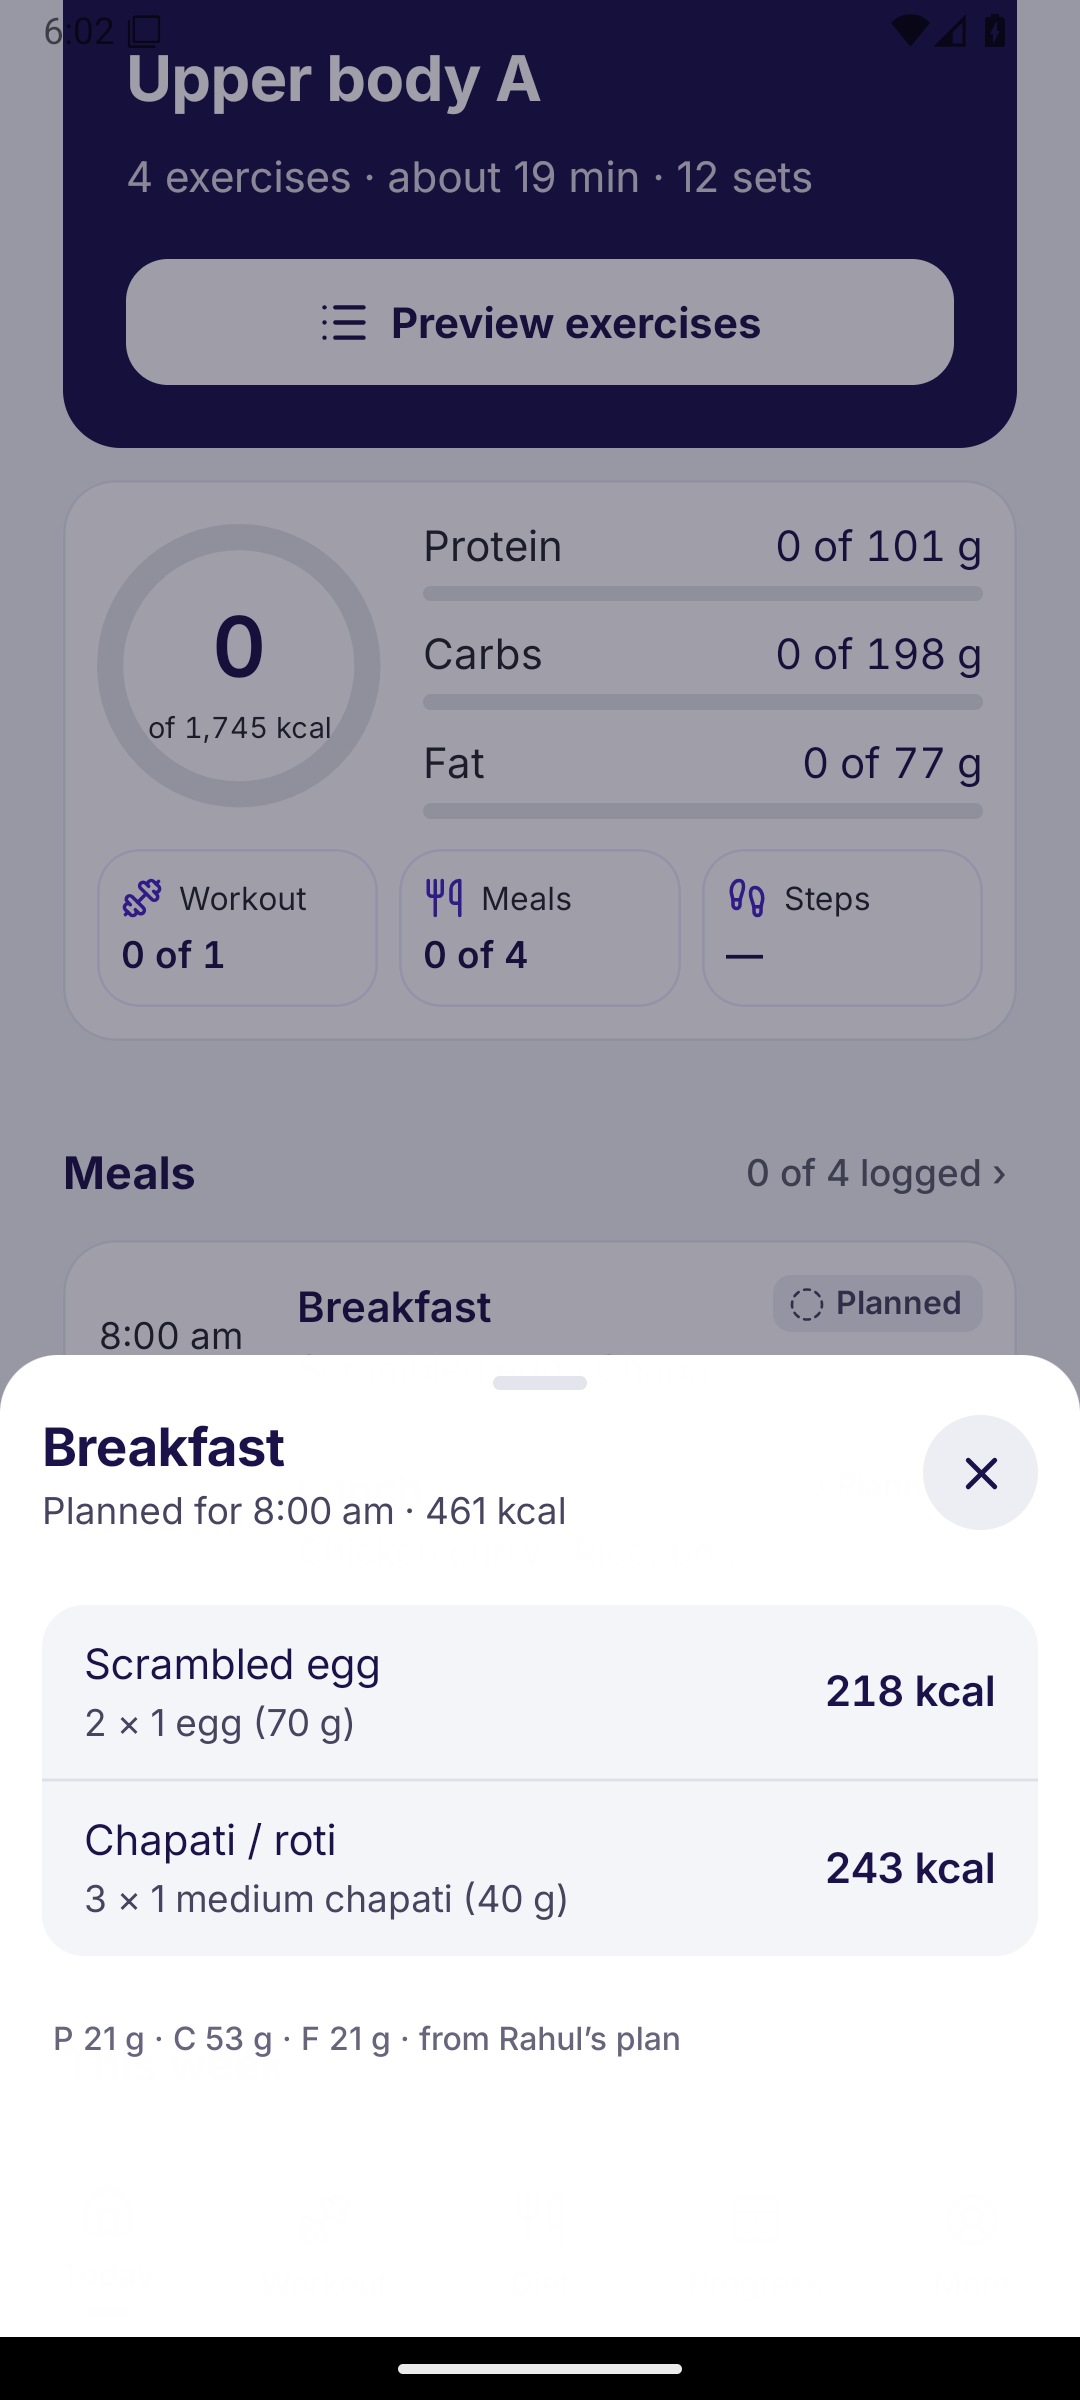 6:02
Upper body A
4 exercises · about 19 min · 12 sets
Preview exercises
0
of 1,745 kcal
Protein 0 of 101 g
Carbs 0 of 198 g
Fat 0 of 77 g
Workout
0 of 1
Meals
0 of 4
Steps
—
Meals 0 of 4 logged ›
8:00 am Breakfast Planned
Breakfast
Planned for 8:00 am · 461 kcal
Scrambled egg
2 × 1 egg (70 g)
218 kcal
Chapati / roti
3 × 1 medium chapati (40 g)
243 kcal
P 21 g · C 53 g · F 21 g · from Rahul’s plan